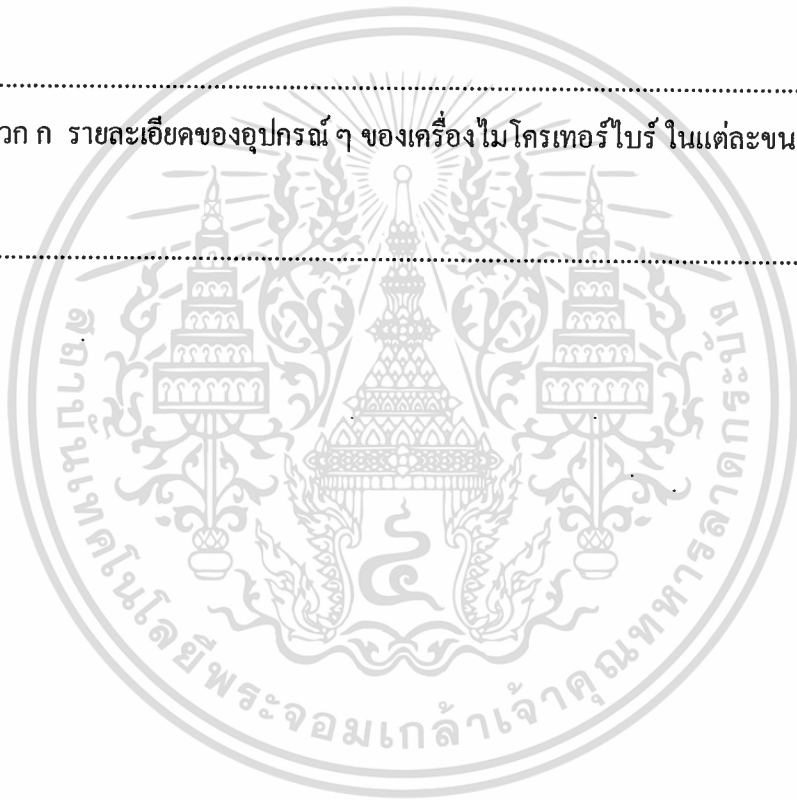 วก ก รายละเอียดของอุปกรณ์ ๆ ของเครื่องไมโครเทอร์ไบร์ ในแต่ละขน
สถาบันเทคโนโลยีพระจอมเกล้าเจ้าคุณทหารลาดกระบัง
๔